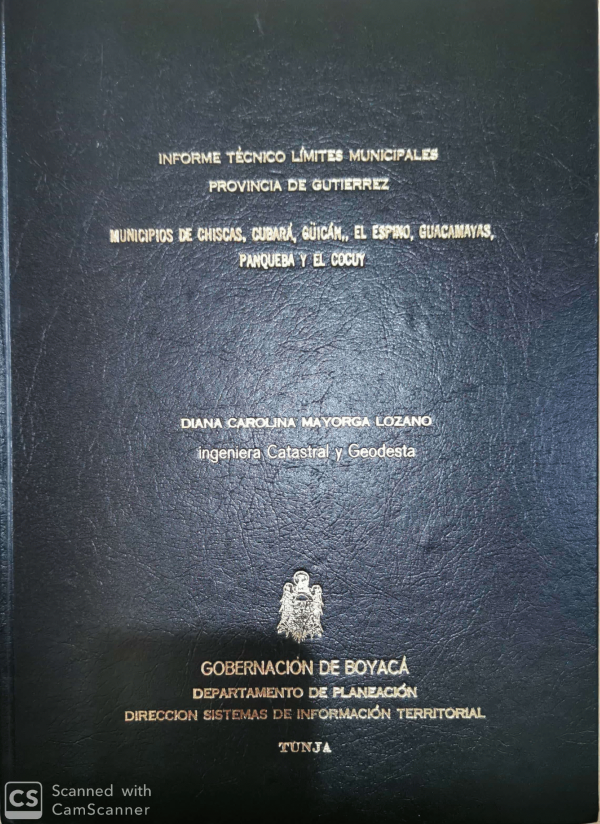 INFORME TÉCNICO LÍMITES MUNICIPALES
PROVINCIA DE GUTIERREZ
MUNICIPIOS DE CHISCAS, CUBARÁ, GÜICÁN,, EL ESPINO, GUACAMAYAS,
PANQUEBA Y EL COCUY
DIANA CAROLINA MAYORGA LOZANO
ingeniera Catastral y Geodesta
GOBERNACIÓN DE BOYACÁ
DEPARTAMENTO DE PLANEACIÓN
DIRECCION SISTEMAS DE INFORMACIÓN TERRITORIAL
TUNJA
CS
Scanned with
CamScanner